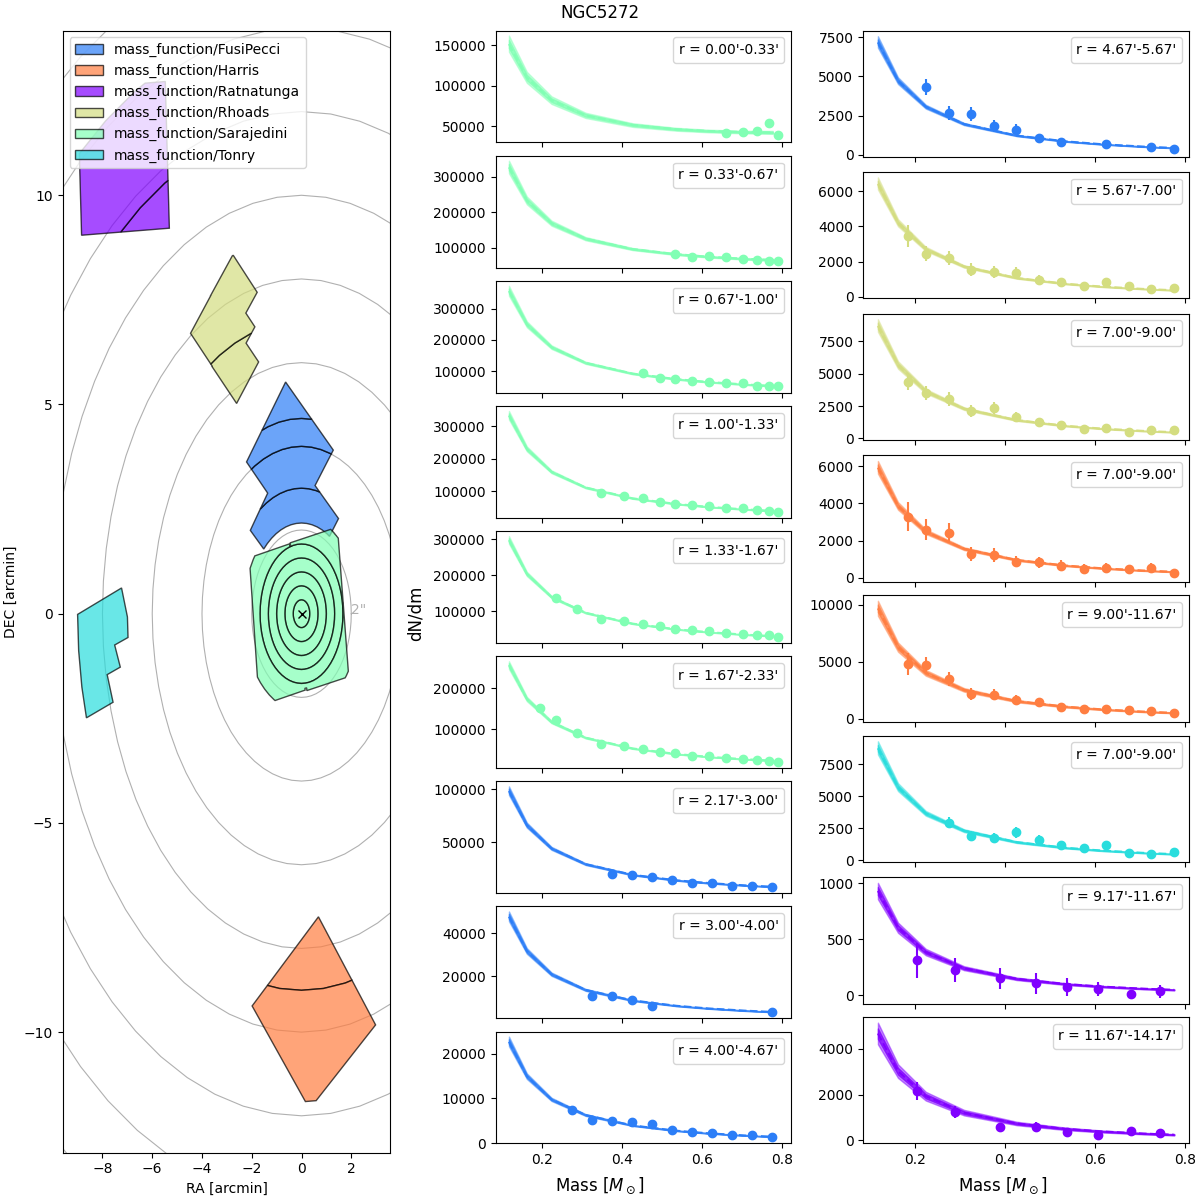 NGC5272
mass_function/FusiPecci
mass_function/Harris
mass_function/Ratnatunga
mass_function/Rhoads
mass_function/Sarajedini
mass_function/Tonry
10
5
0
−5
−10
DEC [arcmin]
2"
−8 −6 −4 −2 0 2
RA [arcmin]
dN/dm
r = 0.00'-0.33'
150000
100000
50000
r = 0.33'-0.67'
300000
200000
100000
r = 0.67'-1.00'
300000
200000
100000
r = 1.00'-1.33'
300000
200000
100000
r = 1.33'-1.67'
300000
200000
100000
r = 1.67'-2.33'
200000
100000
r = 2.17'-3.00'
100000
50000
r = 3.00'-4.00'
40000
20000
r = 4.00'-4.67'
20000
10000
0
0.2 0.4 0.6 0.8
Mass [M⊙]
r = 4.67'-5.67'
7500
5000
2500
0
r = 5.67'-7.00'
6000
4000
2000
0
r = 7.00'-9.00'
7500
5000
2500
0
r = 7.00'-9.00'
6000
4000
2000
0
r = 9.00'-11.67'
10000
5000
0
r = 7.00'-9.00'
7500
5000
2500
0
r = 9.17'-11.67'
1000
500
0
r = 11.67'-14.17'
4000
2000
0
0.2 0.4 0.6 0.8
Mass [M⊙]